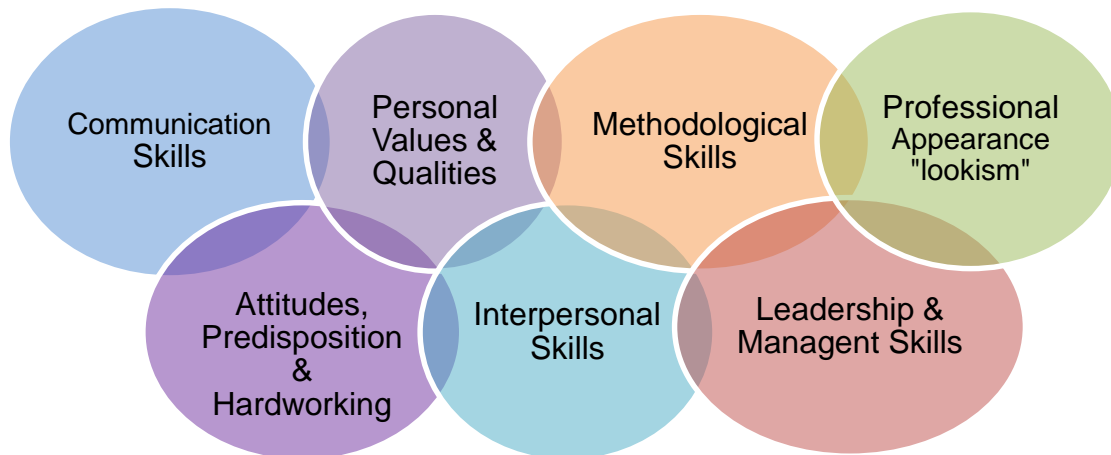 Communication
Skills
Personal
Values &
Qualities
Methodological
Skills
Professional
Appearance
"lookism"
Attitudes,
Predisposition
&
Hardworking
Interpersonal
Skills
Leadership &
Managent Skills